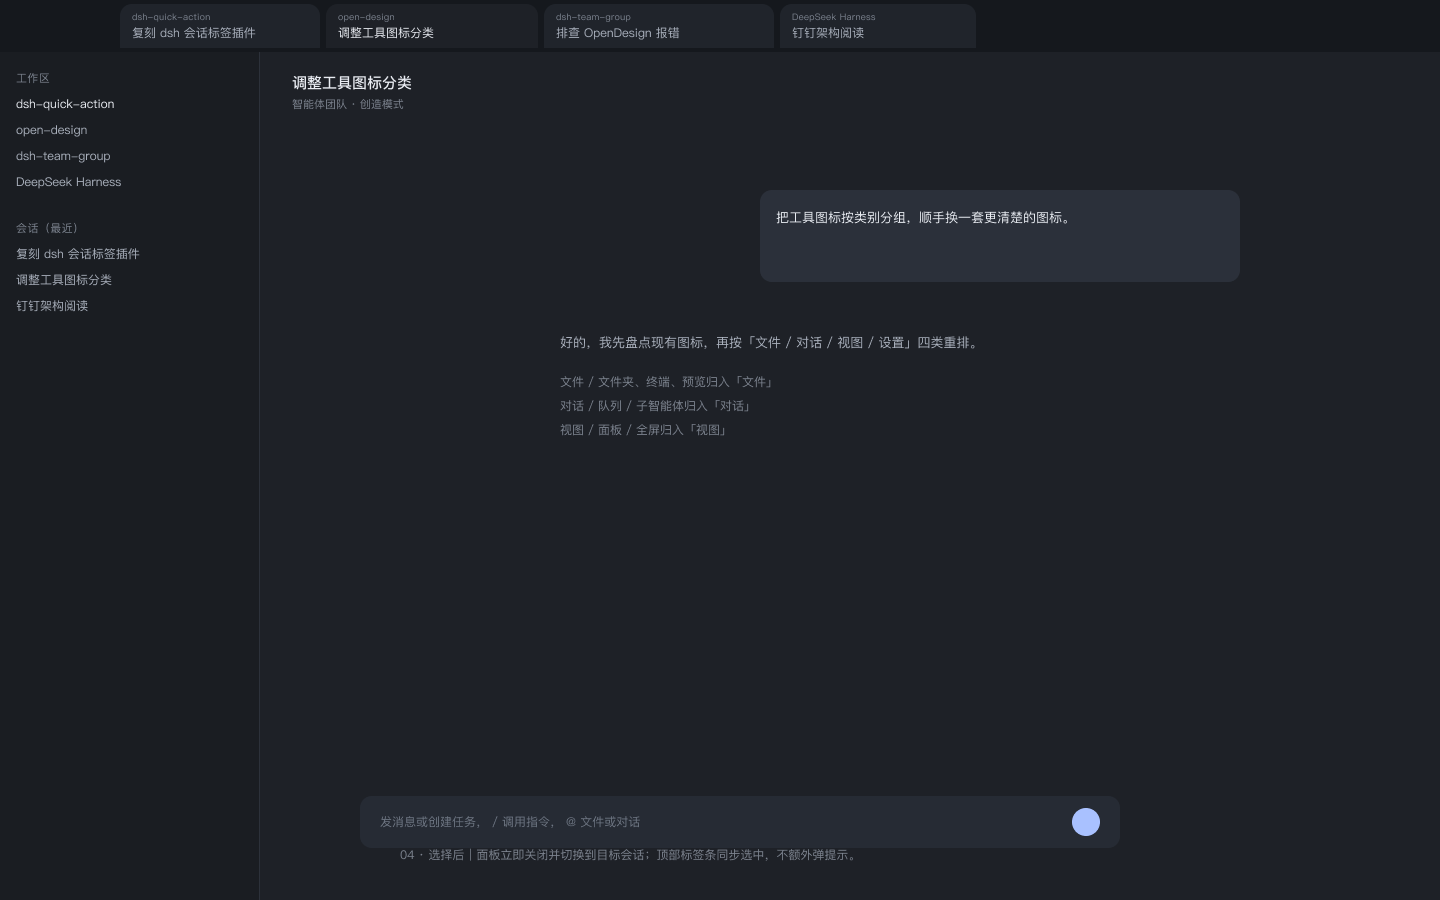 dsh-quick-action
复刻 dsh 会话标签插件
open-design
调整工具图标分类
dsh-team-group
排查 OpenDesign 报错
DeepSeek Harness
钉钉架构阅读
工作区
dsh-quick-action
open-design
dsh-team-group
DeepSeek Harness
会话（最近）
复刻 dsh 会话标签插件
调整工具图标分类
钉钉架构阅读
调整工具图标分类
智能体团队 · 创造模式
把工具图标按类别分组，顺手换一套更清楚的图标。
好的，我先盘点现有图标，再按「文件 / 对话 / 视图 / 设置」四类重排。
文件 / 文件夹、终端、预览归入「文件」
对话 / 队列 / 子智能体归入「对话」
视图 / 面板 / 全屏归入「视图」
发消息或创建任务， / 调用指令， @ 文件或对话
04 · 选择后｜面板立即关闭并切换到目标会话；顶部标签条同步选中，不额外弹提示。